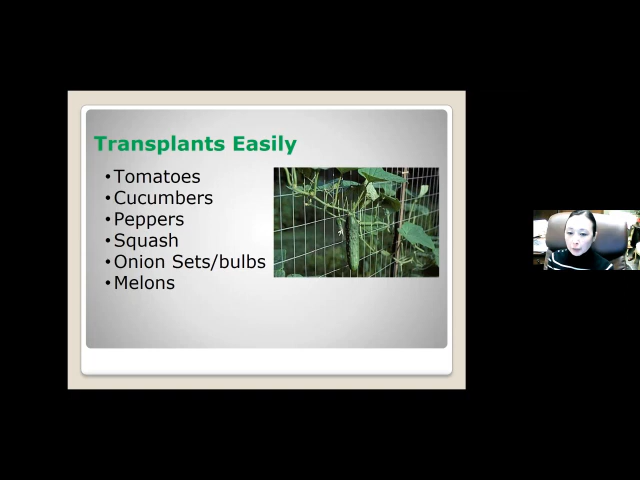 Transplants Easily
•Tomatoes
•Cucumbers
•Peppers
•Squash
•Onion Sets/bulbs
•Melons